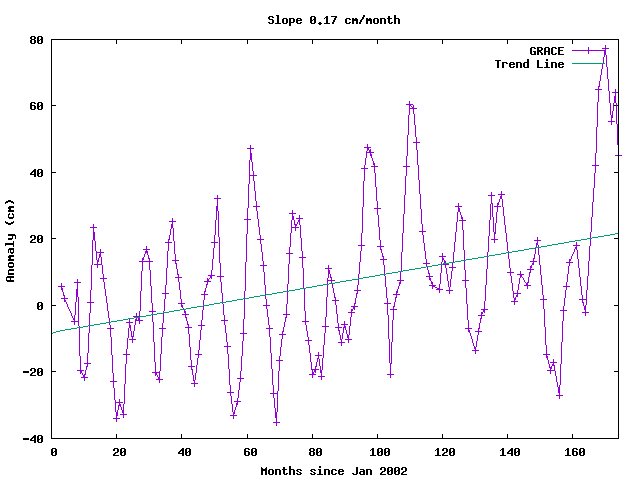 Slope 0.17 cm/month
GRACE
Trend Line
80
60
40
20
0
-20
-40
Anomaly (cm)
0 20 40 60 80 100 120 140 160
Months since Jan 2002